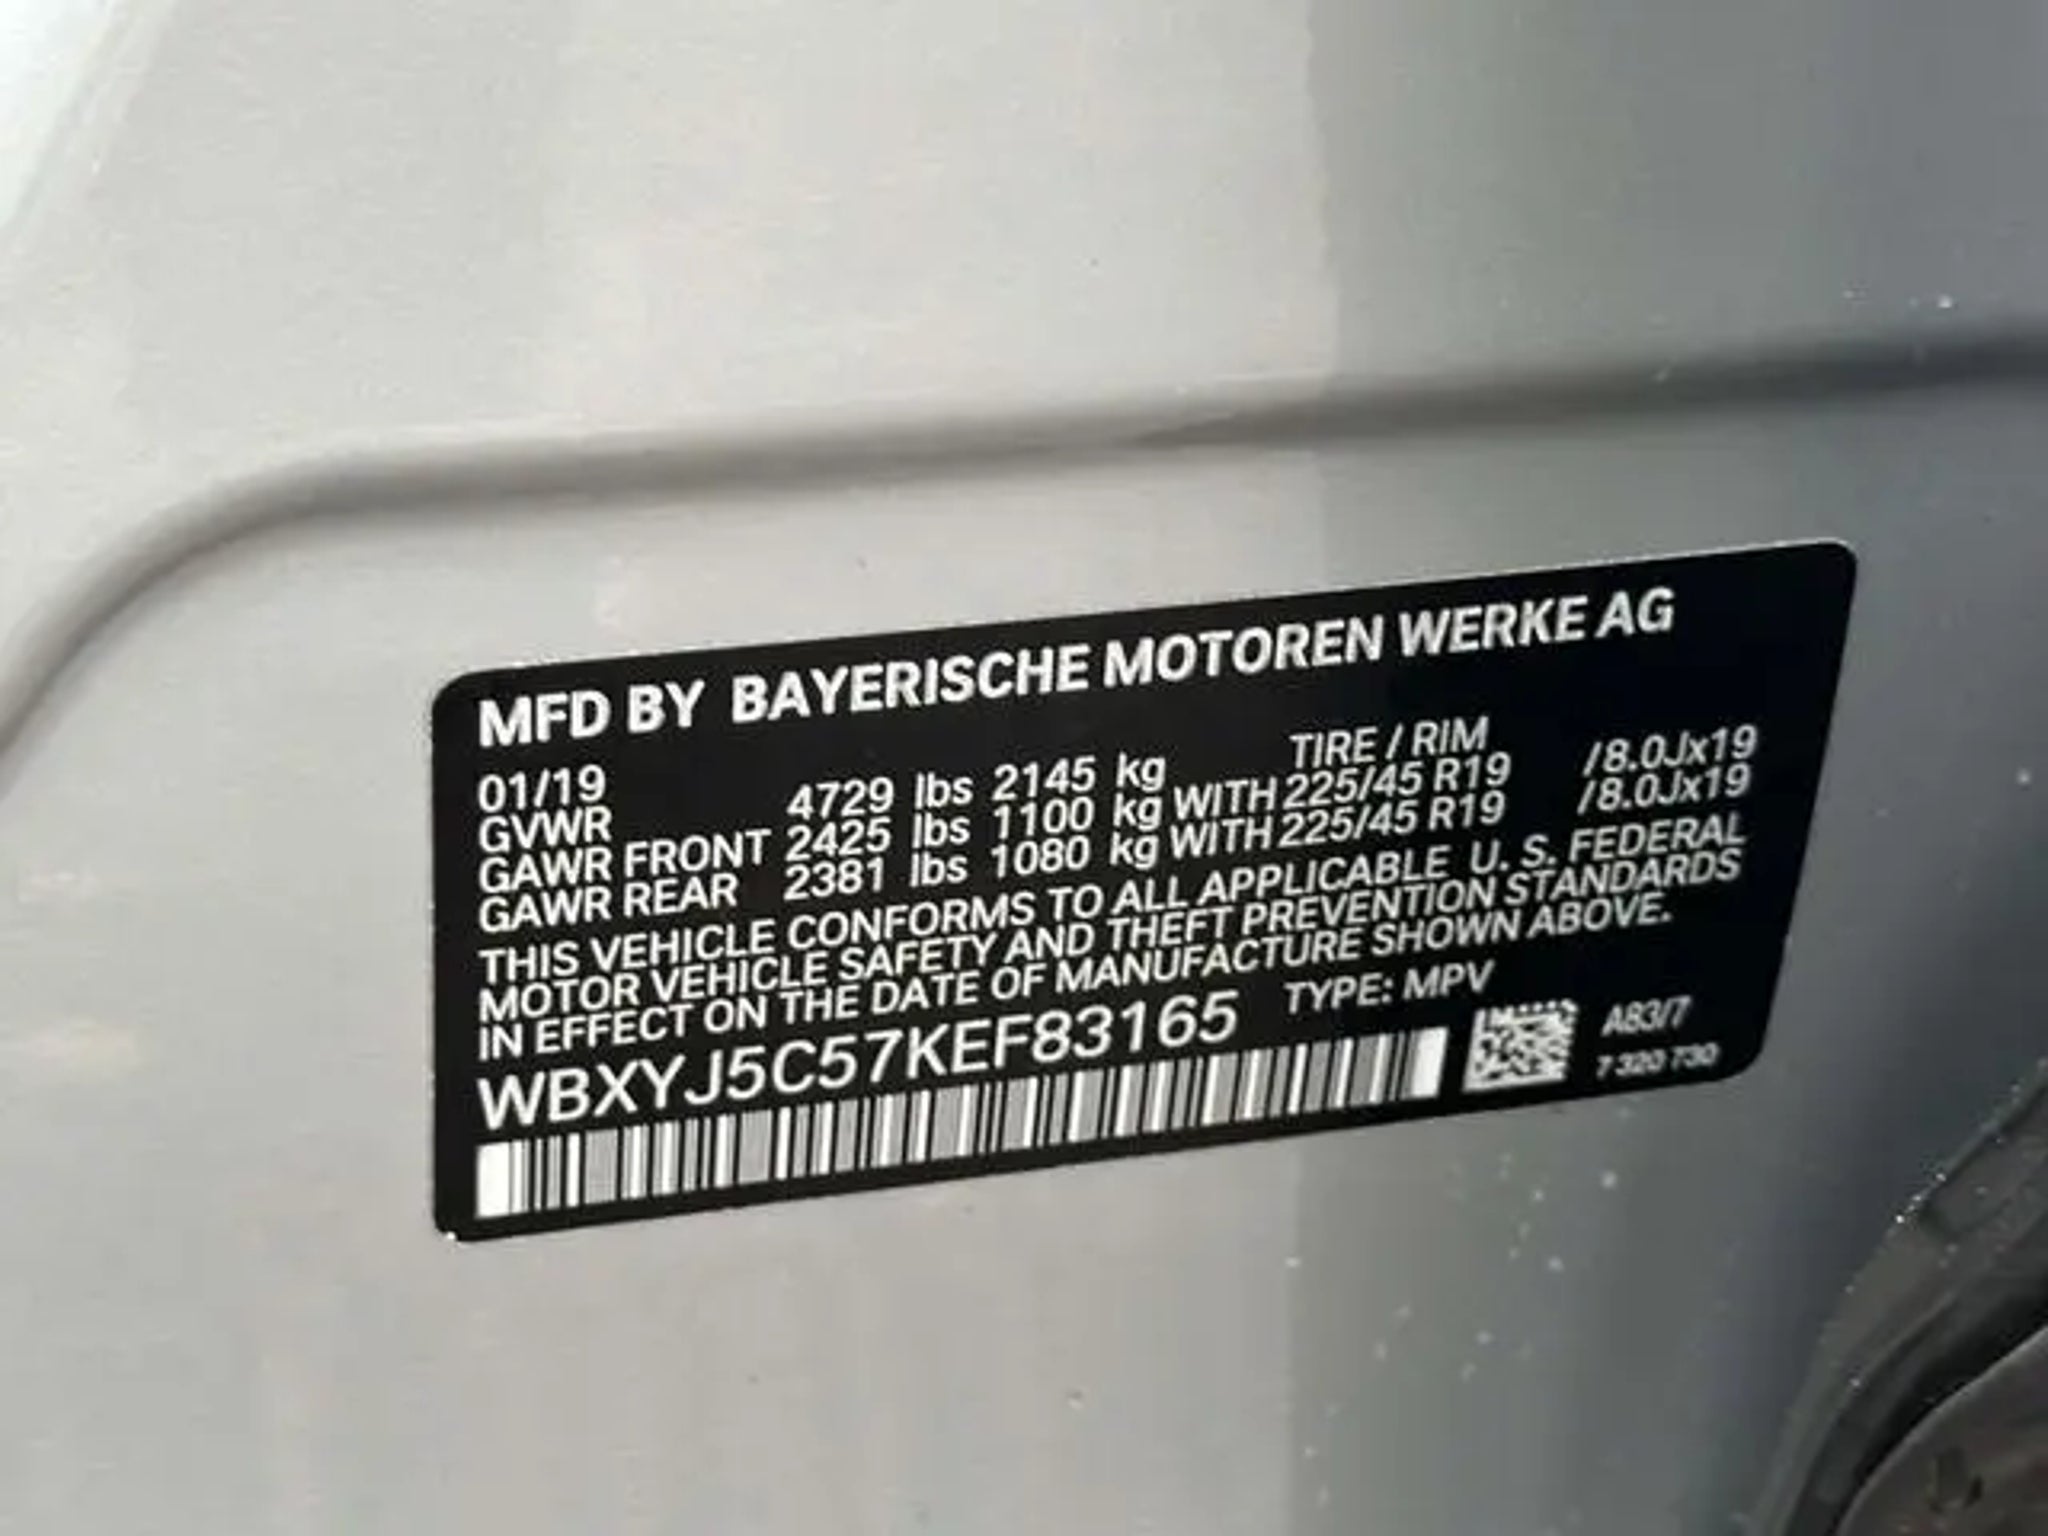 MFD BY BAYERISCHE MOTOREN WERKE AG
01/19 TIRE / RIM
GVWR 4729 lbs 2145 kg
GAWR FRONT 2425 lbs 1100 kg WITH 225/45 R19 /8.0Jx19
GAWR REAR 2381 lbs 1080 kg WITH 225/45 R19 /8.0Jx19
THIS VEHICLE CONFORMS TO ALL APPLICABLE U. S. FEDERAL
MOTOR VEHICLE SAFETY AND THEFT PREVENTION STANDARDS
IN EFFECT ON THE DATE OF MANUFACTURE SHOWN ABOVE.
WBXYJ5C57KEF83165 TYPE: MPV
A83/7
7 320 730